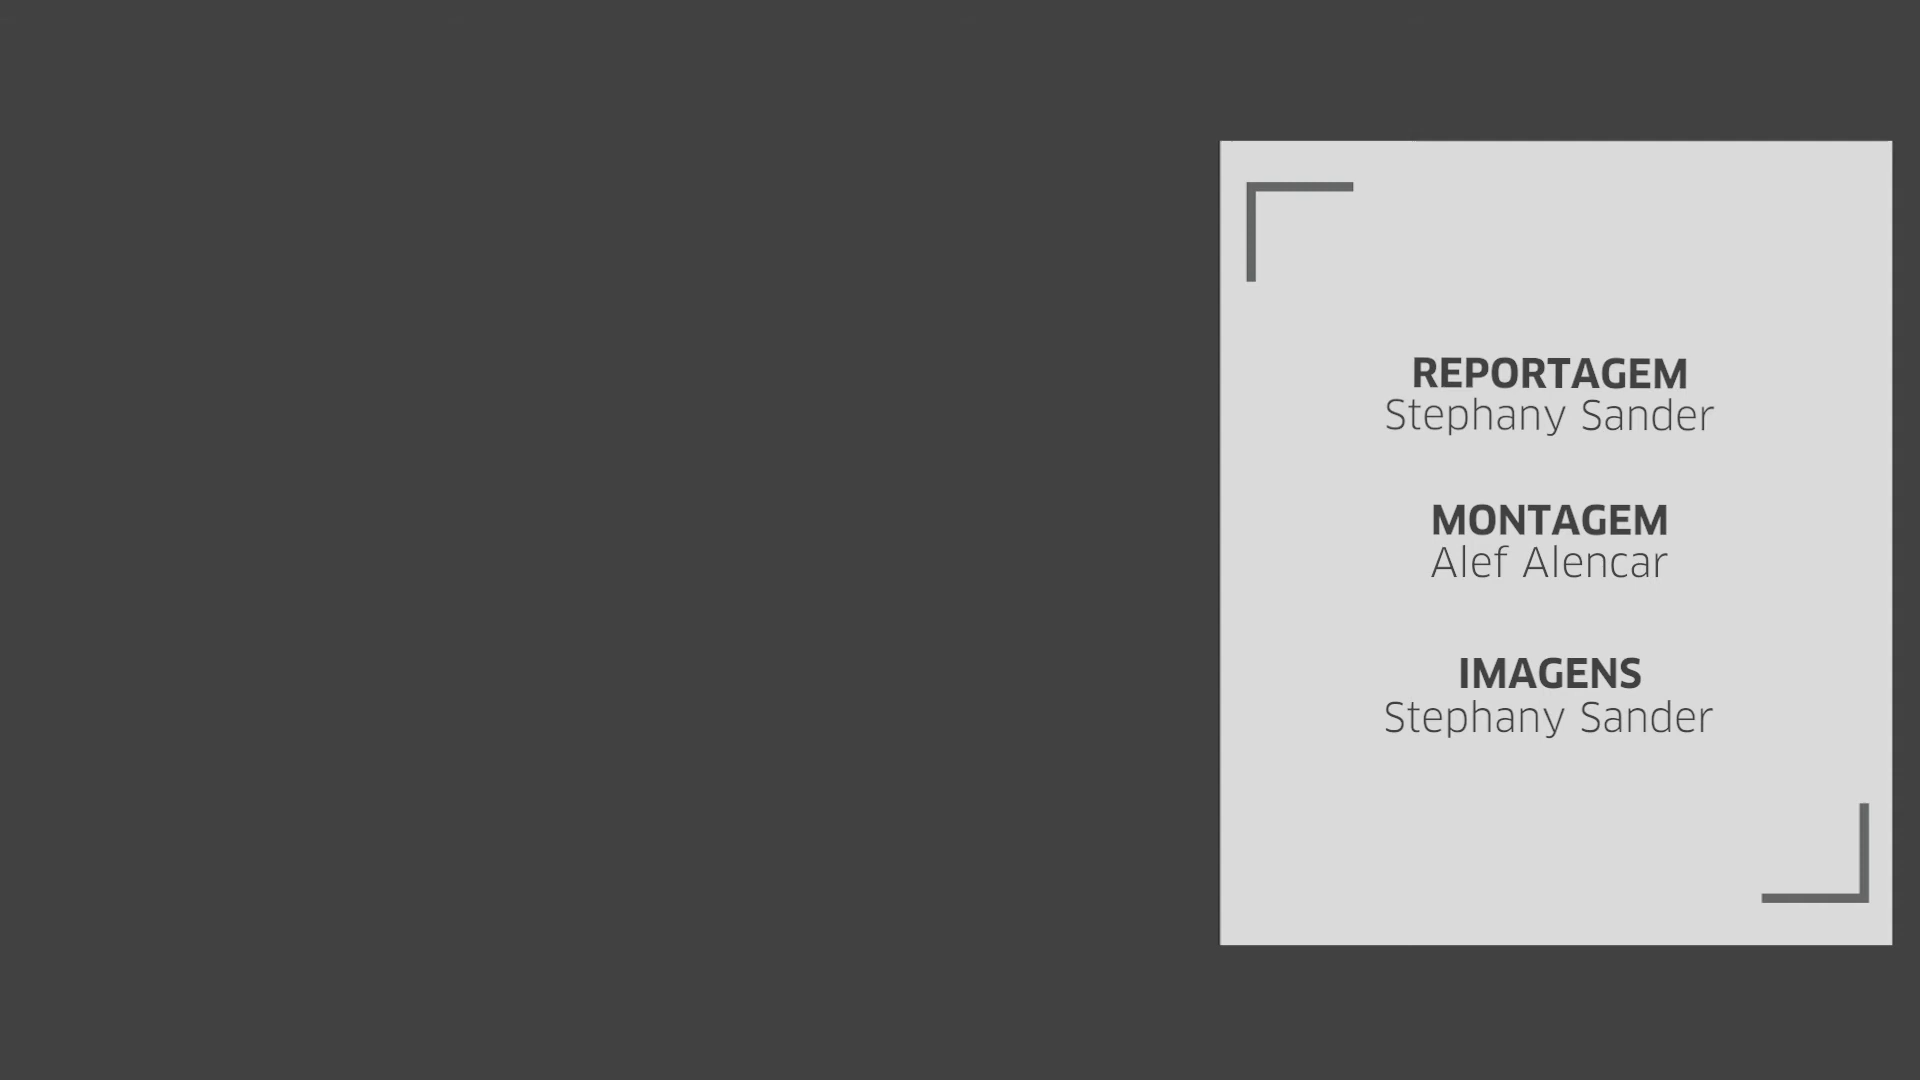 REPORTAGEM
Stephany Sander
MONTAGEM
Alef Alencar
IMAGENS
Stephany Sander